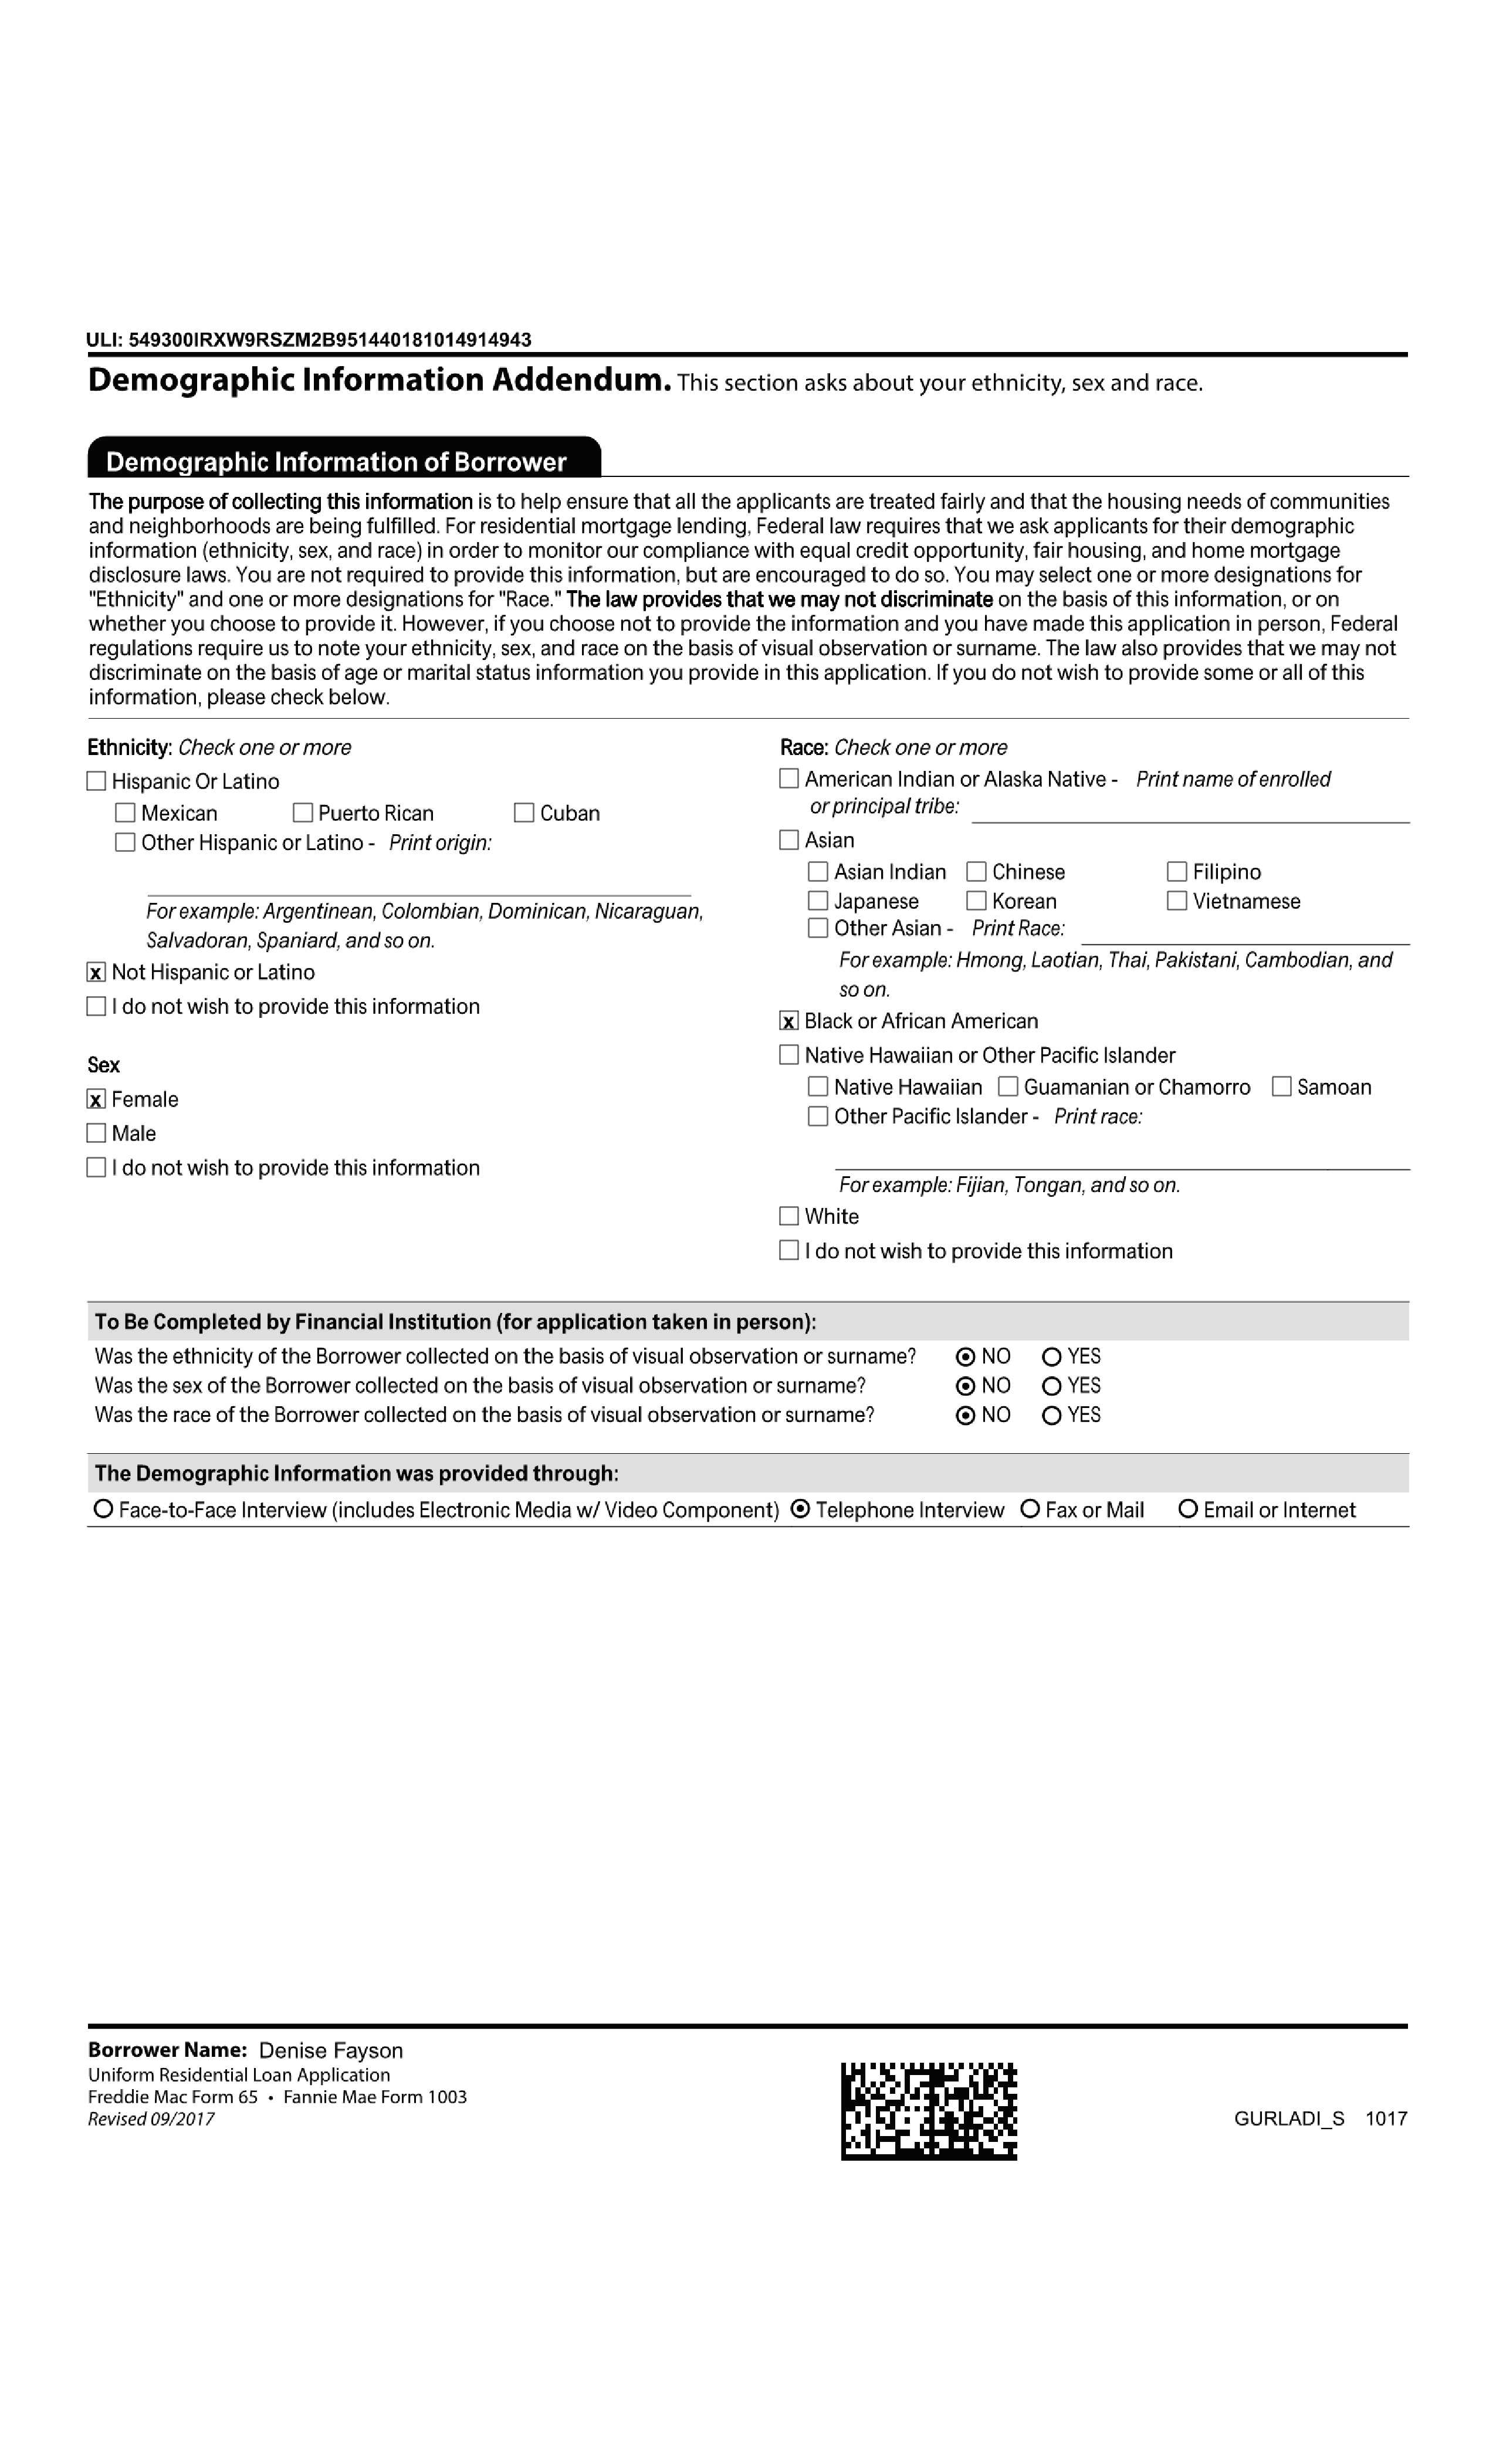 ULI: 549300IRXW9RSZM2B951440181014914943
Demographic Information Addendum. This section asks about your ethnicity, sex and race.
Demographic Information of Borrower
The purpose of collecting this information is to help ensure that all the applicants are treated fairly and that the housing needs of communities
and neighborhoods are being fulfilled. For residential mortgage lending, Federal law requires that we ask applicants for their demographic
information (ethnicity, sex, and race) in order to monitor our compliance with equal credit opportunity, fair housing, and home mortgage
disclosure laws. You are not required to provide this information, but are encouraged to do so. You may select one or more designations for
"Ethnicity" and one or more designations for "Race." The law provides that we may not discriminate on the basis of this information, or on
whether you choose to provide it. However, if you choose not to provide the information and you have made this application in person, Federal
regulations require us to note your ethnicity, sex, and race on the basis of visual observation or surname. The law also provides that we may not
discriminate on the basis of age or marital status information you provide in this application. If you do not wish to provide some or all of this
information, please check below.
Ethnicity: Check one or more
Hispanic Or Latino
Mexican Puerto Rican Cuban
Other Hispanic or Latino - Print origin:
For example: Argentinean, Colombian, Dominican, Nicaraguan,
Salvadoran, Spaniard, and so on.
x Not Hispanic or Latino
I do not wish to provide this information
Sex
x Female
Male
I do not wish to provide this information
Race: Check one or more
American Indian or Alaska Native - Print name of enrolled
or principal tribe:
Asian
Asian Indian Chinese Filipino
Japanese Korean Vietnamese
Other Asian - Print Race:
For example: Hmong, Laotian, Thai, Pakistani, Cambodian, and
so on.
x Black or African American
Native Hawaiian or Other Pacific Islander
Native Hawaiian Guamanian or Chamorro Samoan
Other Pacific Islander - Print race:
For example: Fijian, Tongan, and so on.
White
I do not wish to provide this information
To Be Completed by Financial Institution (for application taken in person):
Was the ethnicity of the Borrower collected on the basis of visual observation or surname? NO YES
Was the sex of the Borrower collected on the basis of visual observation or surname? NO YES
Was the race of the Borrower collected on the basis of visual observation or surname? NO YES
The Demographic Information was provided through:
Face-to-Face Interview (includes Electronic Media w/ Video Component) Telephone Interview Fax or Mail Email or Internet
Borrower Name: Denise Fayson
Uniform Residential Loan Application
Freddie Mac Form 65 • Fannie Mae Form 1003
Revised 09/2017
GURLADI_S 1017